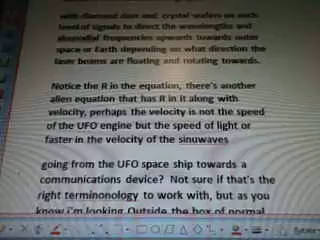 with diamond dust and crystal wafers on each
level of signals to direct the wavelengths and
sinusoidal frequencies upwards towards outer
space or Earth depending on what direction the
laser beams are floating and rotating towards.
Notice the R in the equation, there's another
alien equation that has R in it along with
velocity, perhaps the velocity is not the speed
of the UFO engine but the speed of light or
faster in the velocity of the sinuwaves
going from the UFO space ship towards a
communications device? Not sure if that's the
right terminonology to work with, but as you
know i'm looking Outside the box of normal